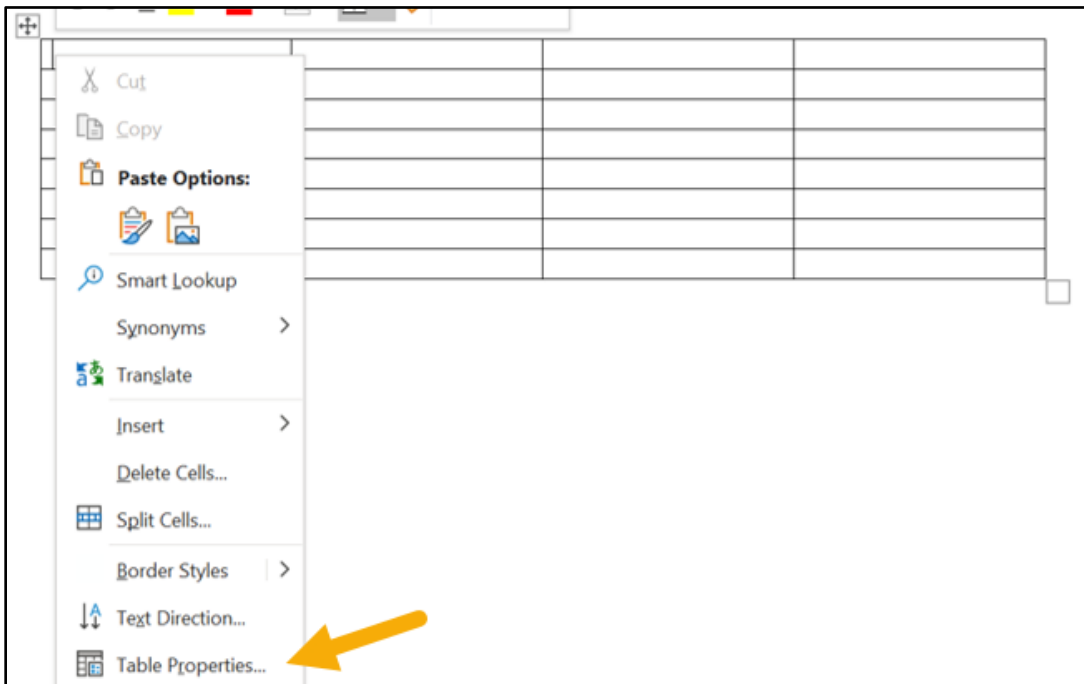 Cut
Copy
Paste Options:
Smart Lookup
Synonyms
Translate
Insert
Delete Cells...
Split Cells...
Border Styles
Text Direction...
Table Properties...